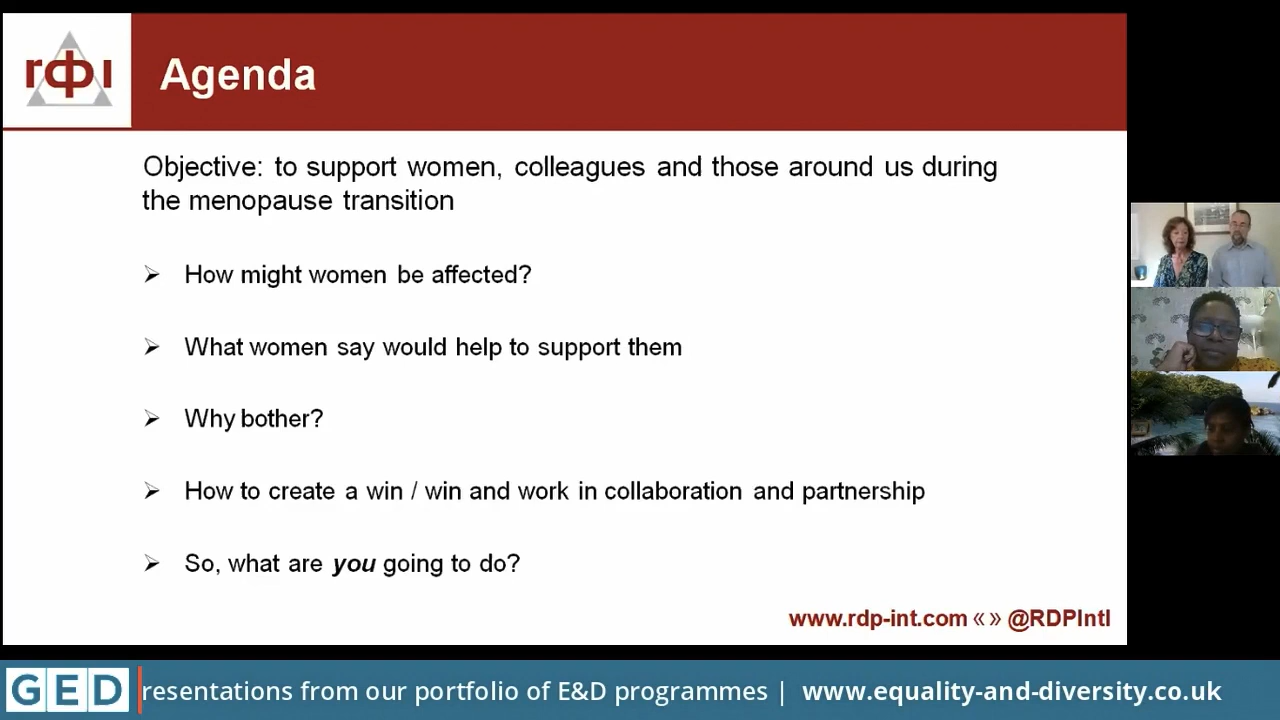 rφι
Agenda
Objective: to support women, colleagues and those around us during
the menopause transition
➢ How might women be affected?
➢ What women say would help to support them
➢ Why bother?
➢ How to create a win / win and work in collaboration and partnership
➢ So, what are you going to do?
www.rdp-int.com «» @RDPIntl
GED resentations from our portfolio of E&D programmes | www.equality-and-diversity.co.uk